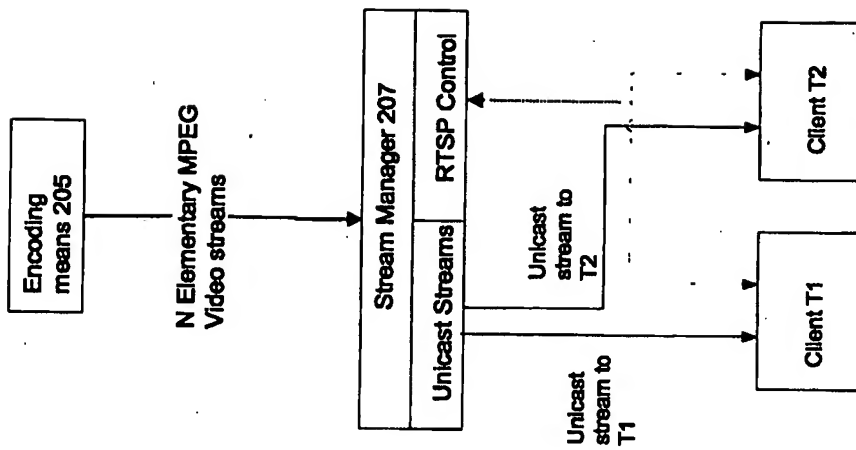 Encoding
means 205
N Elementary MPEG
Video streams
Stream Manager 207
Unicast Streams
RTSP Control
Unicast
stream to
T2
Unicast
stream to
T1
Client T1
Client T2